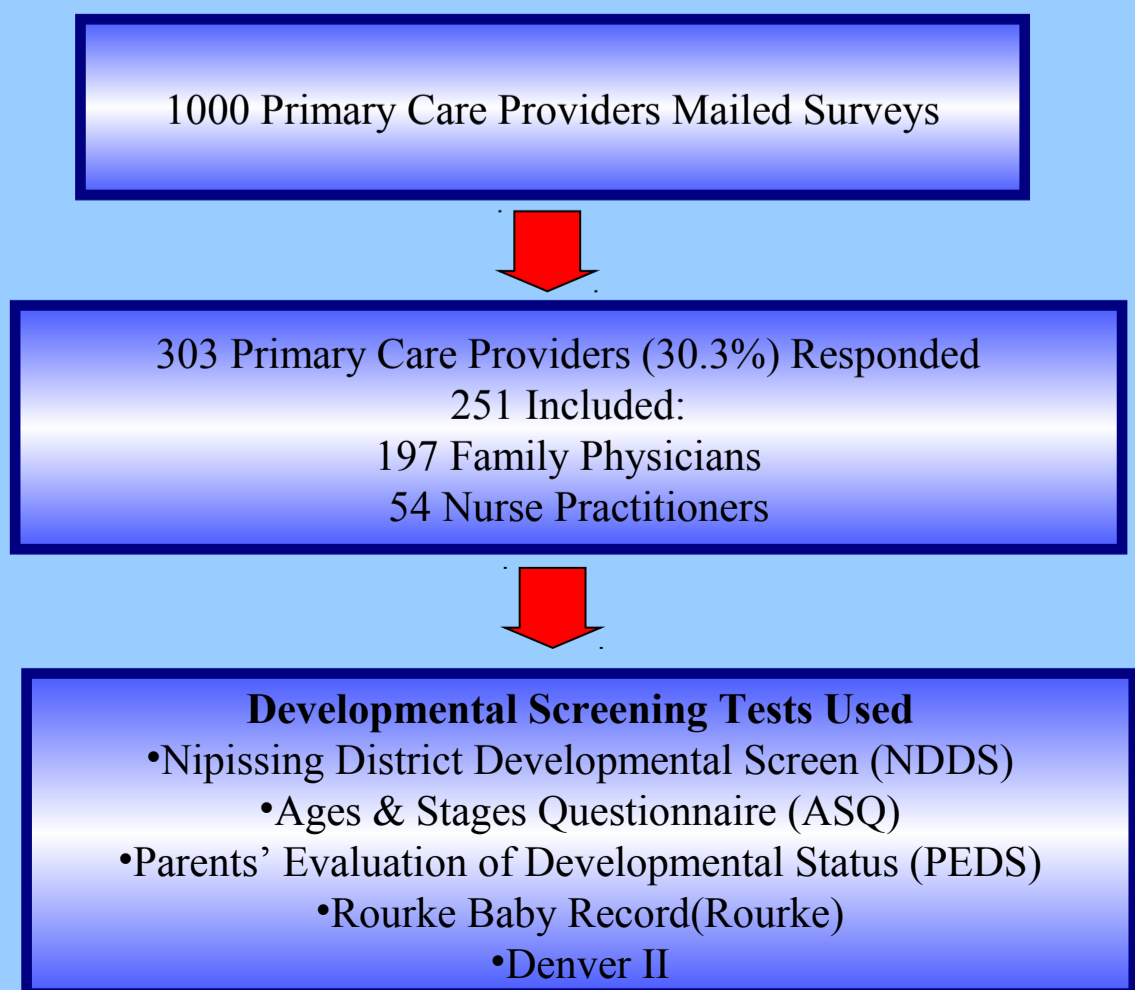 1000 Primary Care Providers Mailed Surveys
303 Primary Care Providers (30.3%) Responded
251 Included:
197 Family Physicians
54 Nurse Practitioners
Developmental Screening Tests Used
•Nipissing District Developmental Screen (NDDS)
•Ages & Stages Questionnaire (ASQ)
•Parents’ Evaluation of Developmental Status (PEDS)
•Rourke Baby Record(Rourke)
•Denver II